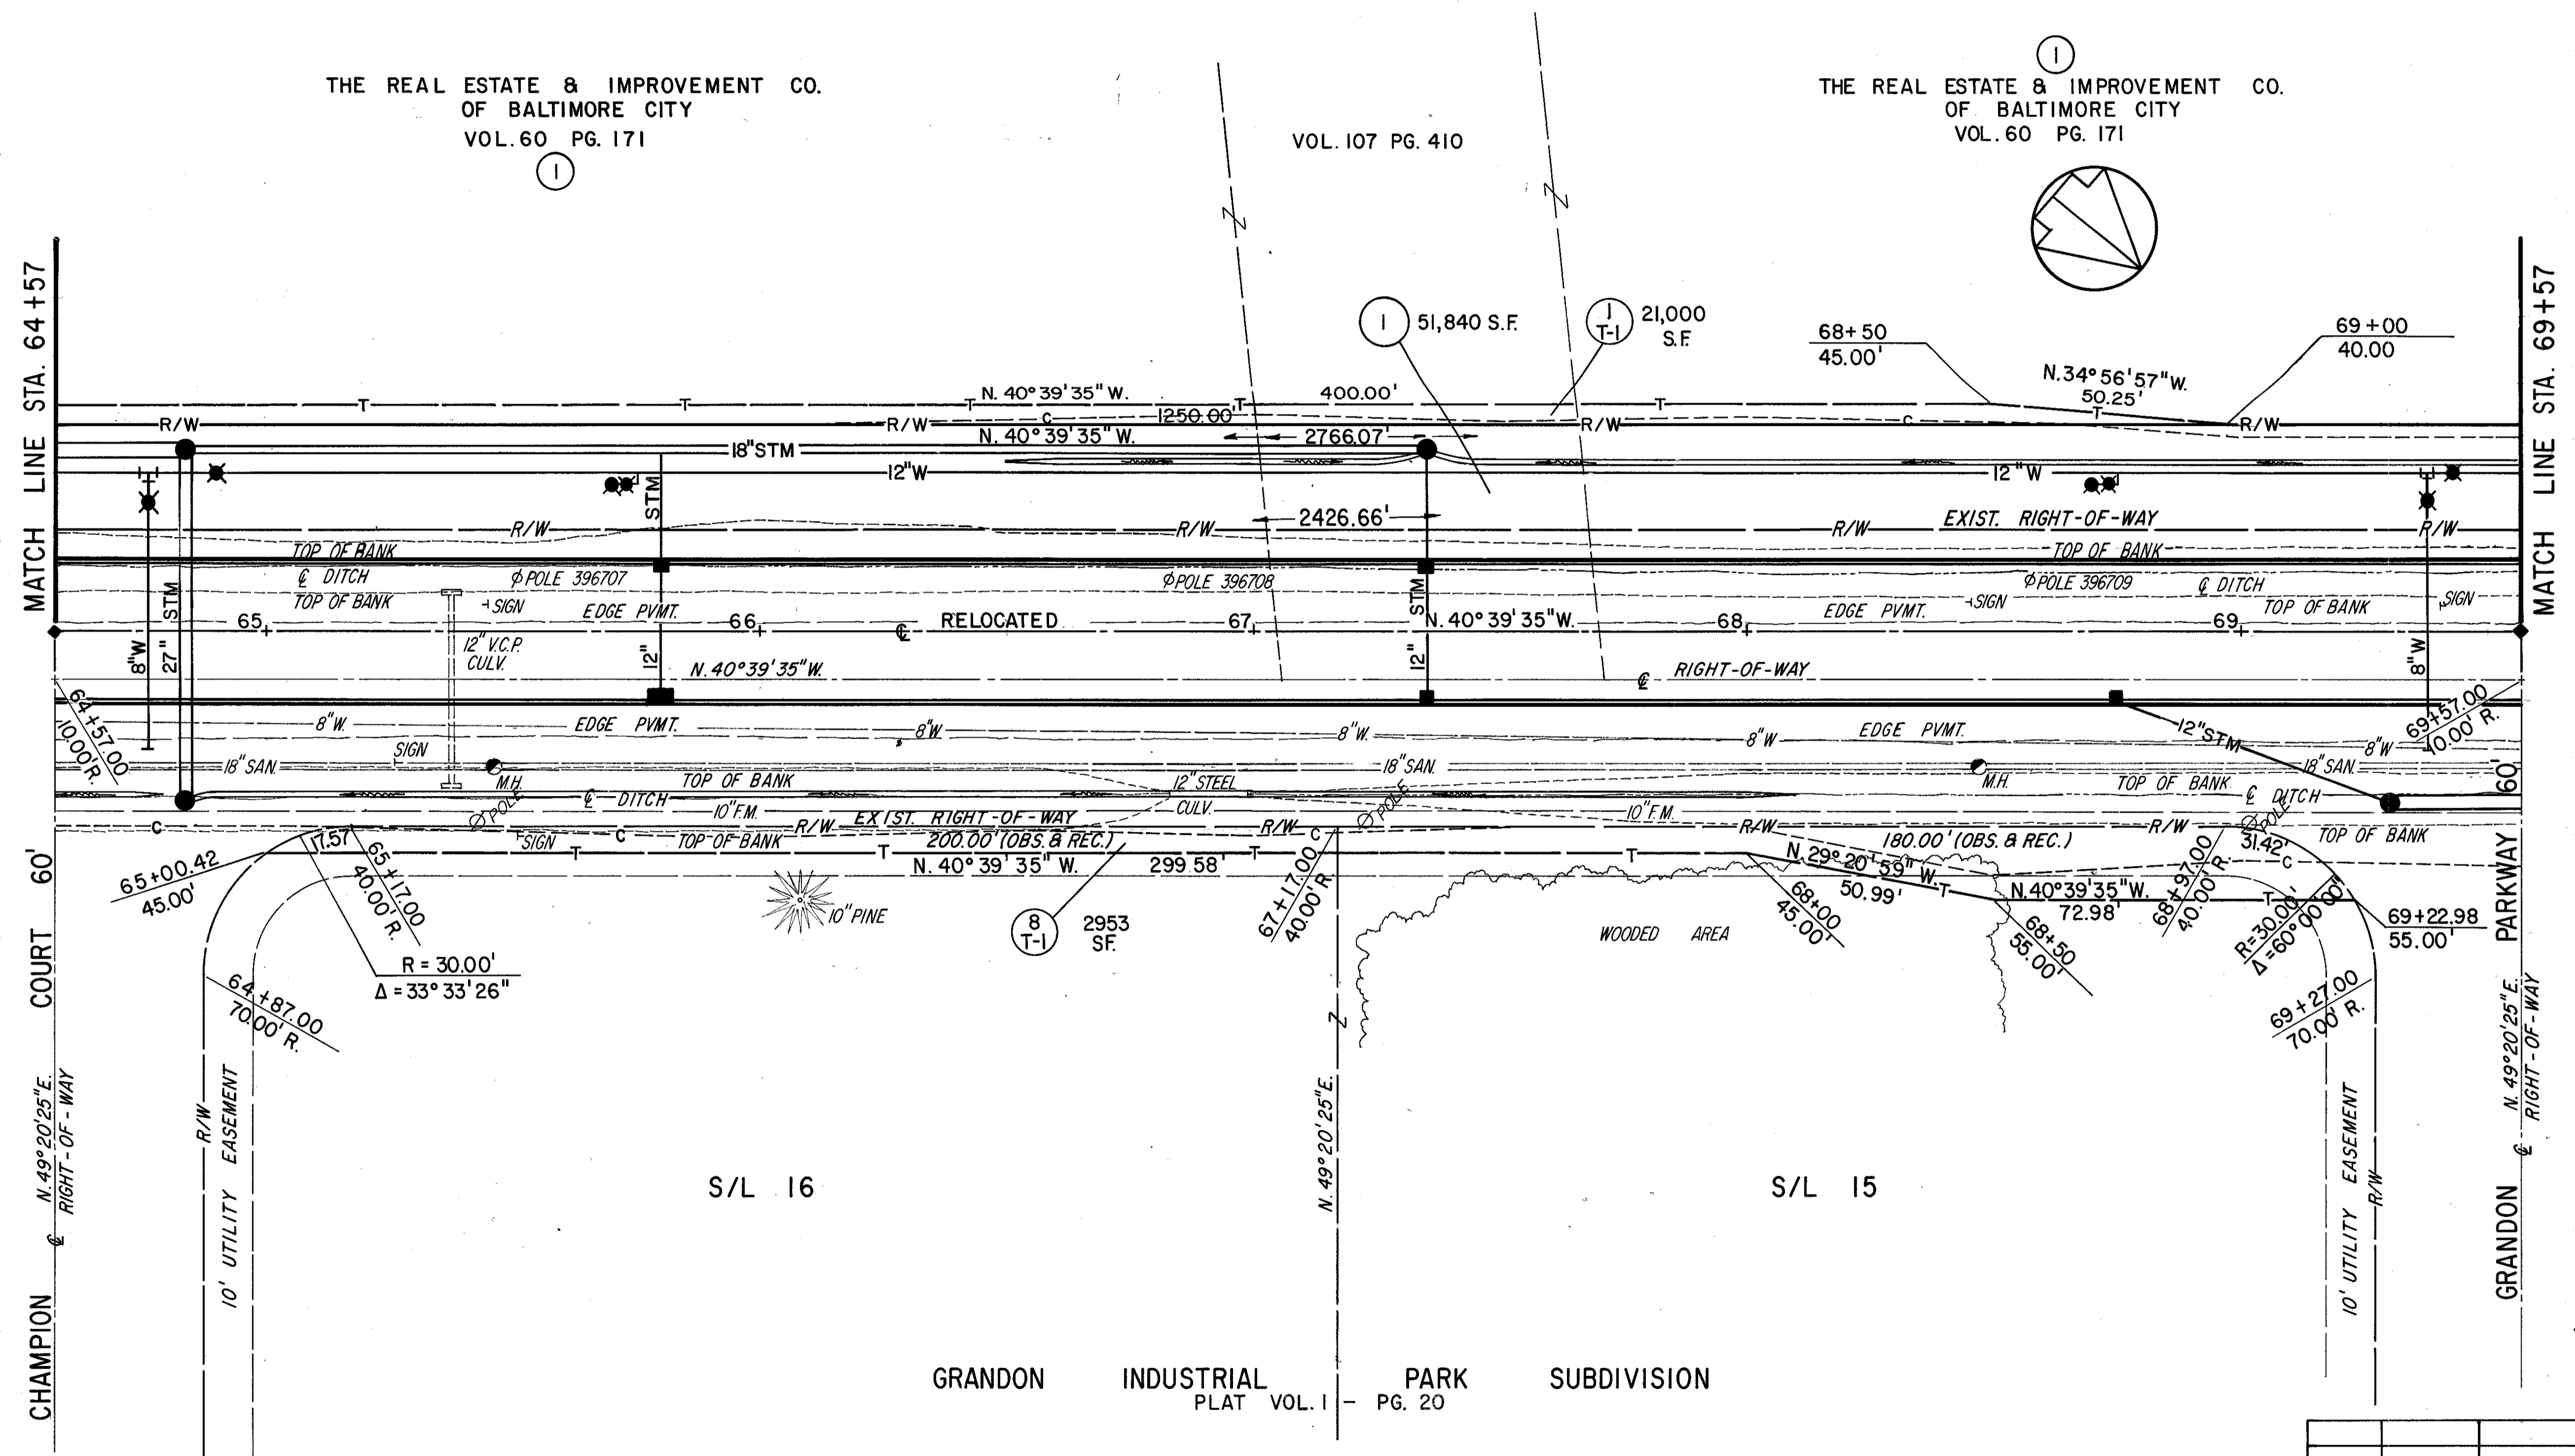 THE REAL ESTATE & IMPROVEMENT CO.
OF BALTIMORE CITY
VOL. 60 PG. 171
1
VOL. 107 PG. 410
1
THE REAL ESTATE & IMPROVEMENT CO.
OF BALTIMORE CITY
VOL. 60 PG. 171
MATCH LINE STA. 64+57
MATCH LINE STA. 69+57
1
51,840 S.F.
1
T-1
21,000
S.F.
68+50
45.00'
69+00
40.00
N.34°56'57"W.
50.25'
T
T
T
N. 40°39'35" W.
T
400.00'
T
T
R/W
R/W
C
1250.00'
R/W
C
R/W
N. 40°39'35" W.
2766.07'
18"STM
12"W
12"W
STM
R/W
R/W
2426.66'
R/W
EXIST. RIGHT-OF-WAY
R/W
TOP OF BANK
TOP OF BANK
℄ DITCH
POLE 396707
POLE 396708
POLE 396709
℄ DITCH
TOP OF BANK
SIGN
EDGE PVMT.
STM
EDGE PVMT.
SIGN
TOP OF BANK
SIGN
65
66
℄
RELOCATED
67
N. 40°39'35"W.
68
69
8"W
27" STM
12" V.C.P.
CULV.
12"
12"
8"W
N. 40°39'35"W.
℄
RIGHT-OF-WAY
64+57.00
10.00'R.
69+57.00
10.00' R.
8"W.
EDGE PVMT.
8"W
8"W.
8"W
EDGE PVMT.
12"STM
8"W
SIGN
18"SAN.
M.H.
TOP OF BANK
12"STEEL
CULV.
18"SAN.
M.H.
TOP OF BANK
18"SAN.
℄ DITCH
POLE
10"F.M.
POLE
10"F.M.
℄ DITCH
POLE
C
R/W
EXIST. RIGHT-OF-WAY
R/W
C
R/W
R/W
TOP OF BANK
17.57
SIGN
C
TOP OF BANK
200.00'(OBS. & REC.)
180.00'(OBS. & REC.)
31.42'
C
T
T
T
T
N. 40°39'35" W.
299.58'
N. 29°20'59" W.
50.99'
T
N.40°39'35"W.
72.98'
T
65+00.42
45.00'
65+17.00
40.00' R.
10"PINE
8
T-1
2953
SF.
67+17.00
40.00' R.
68+00
45.00'
WOODED AREA
68+50
55.00'
68+97.00
40.00' R.
R=30.00'
Δ=60°00'00"
69+22.98
55.00'
R = 30.00'
Δ = 33°33'26"
64+87.00
70.00' R.
69+27.00
70.00' R.
CHAMPION COURT 60'
N. 49°20'25"E.
℄ RIGHT-OF-WAY
R/W
10' UTILITY EASEMENT
N. 49°20'25"E.
10' UTILITY EASEMENT
R/W
GRANDON PARKWAY 60'
N. 49°20'25"E.
℄ RIGHT-OF-WAY
S/L 16
S/L 15
GRANDON INDUSTRIAL PARK SUBDIVISION
PLAT VOL. 1 - PG. 20